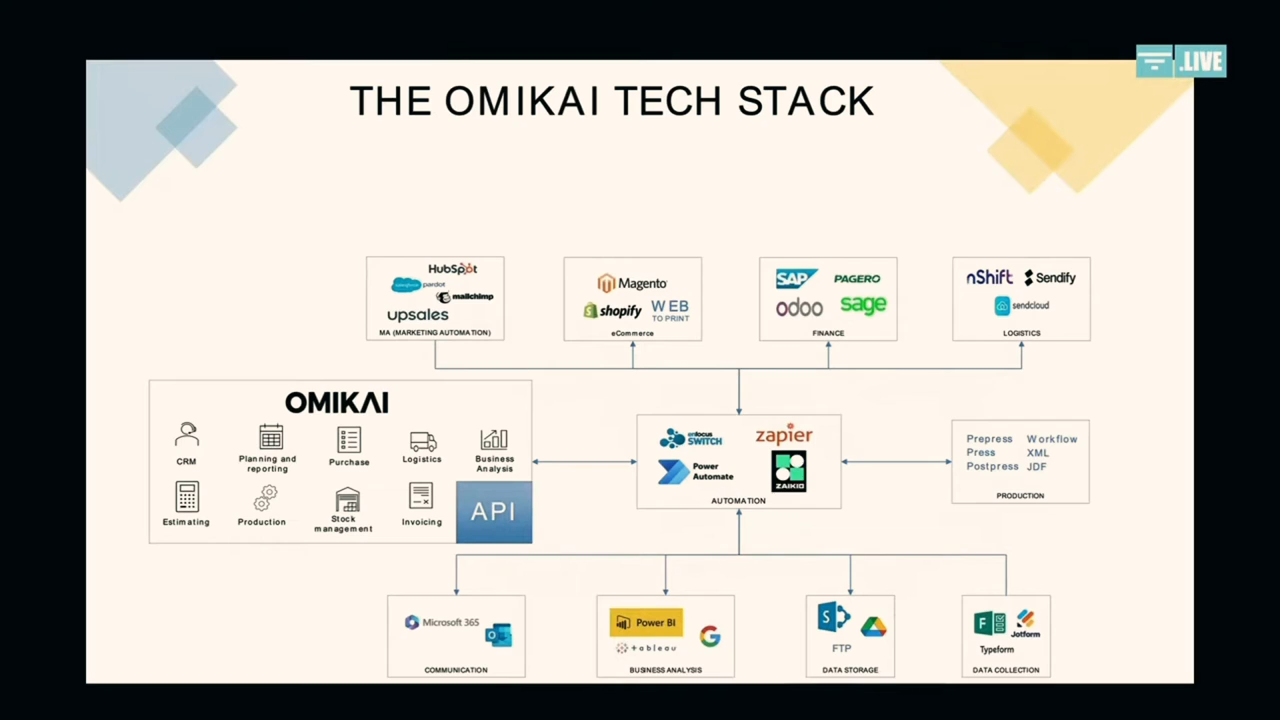 .LIVE
THE OMIKAI TECH STACK
HubSpot
salesforce pardot
mailchimp
upsales
MA (MARKETING AUTOMATION)
Magento
shopify
WEB
TO PRINT
eCommerce
SAP
PAGERO
odoo
sage
FINANCE
nShift
Sendify
sendcloud
LOGISTICS
OMIKAI
CRM
Planning and
reporting
Purchase
Logistics
Business
Analysis
Estimating
Production
Stock
management
Invoicing
API
enfocus
SWITCH
zapier
Power
Automate
ZAIKIO
AUTOMATION
Prepress Workflow
Press XML
Postpress JDF
PRODUCTION
Microsoft 365
COMMUNICATION
Power BI
tableau
G
BUSINESS ANALYSIS
S
FTP
DATA STORAGE
F
Jotform
Typeform
DATA COLLECTION